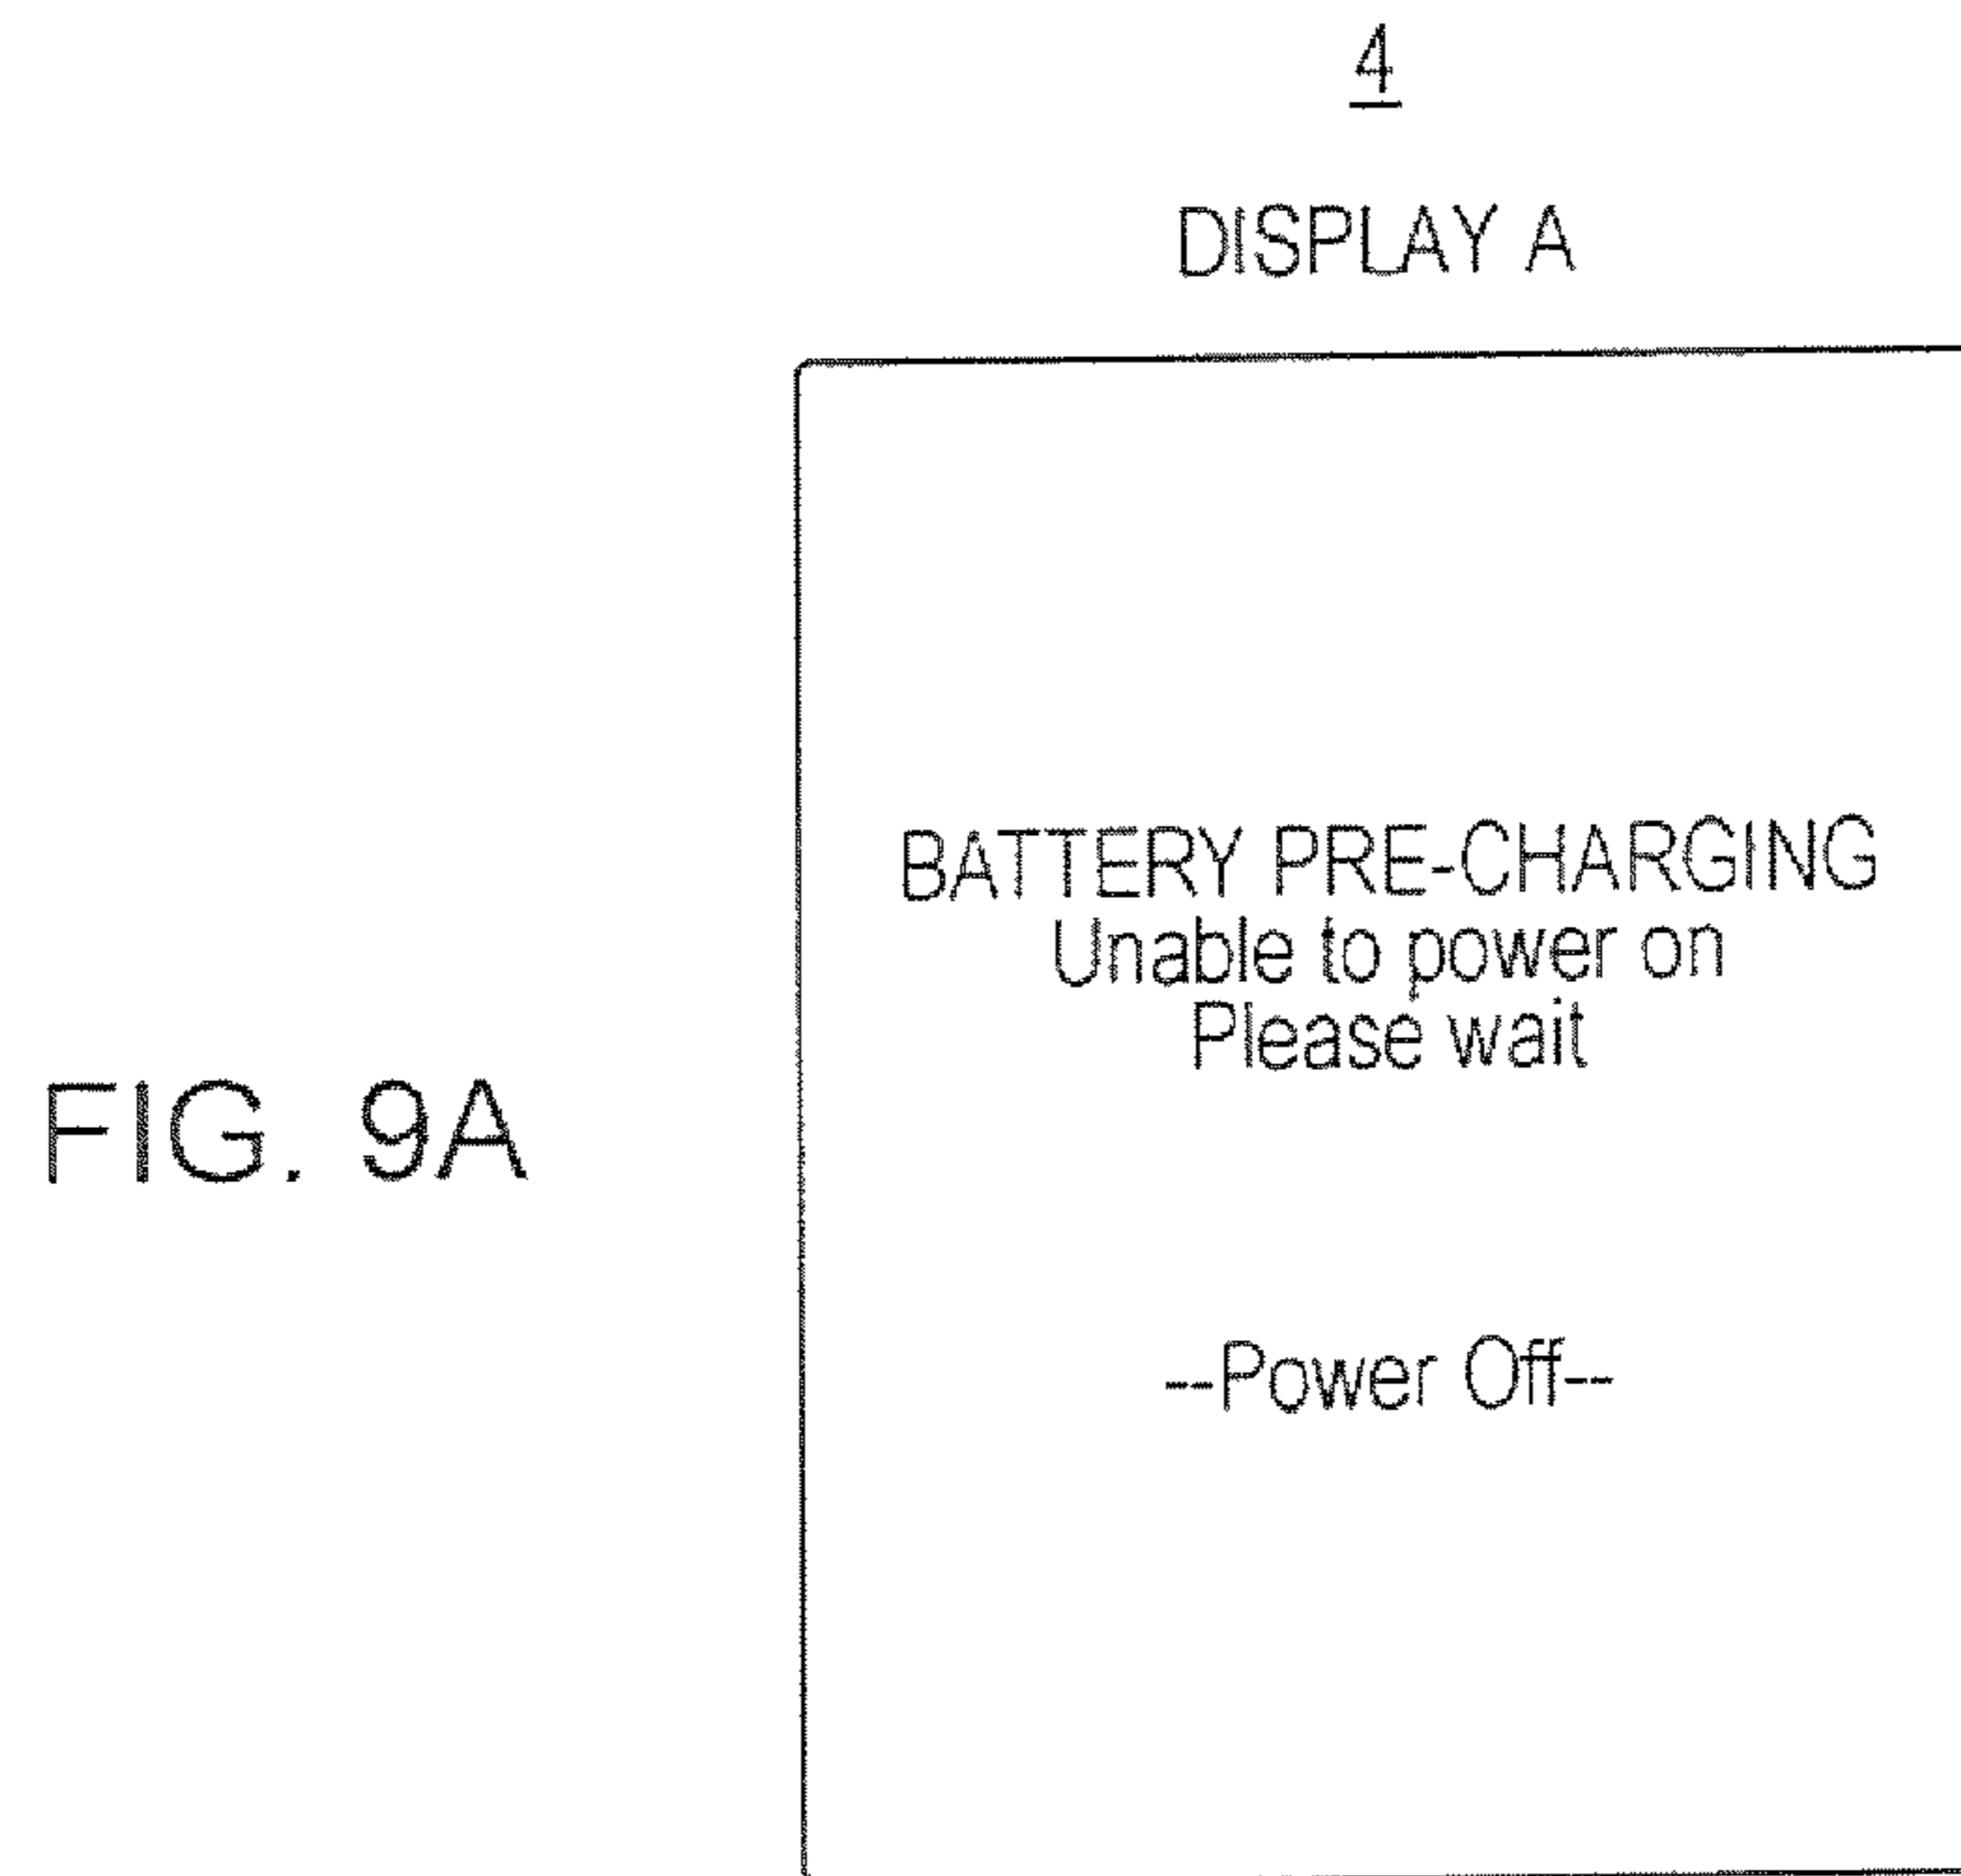 4
DISPLAY A
BATTERY PRE-CHARGING
Unable to power on
Please wait
FIG. 9A
--Power Off--